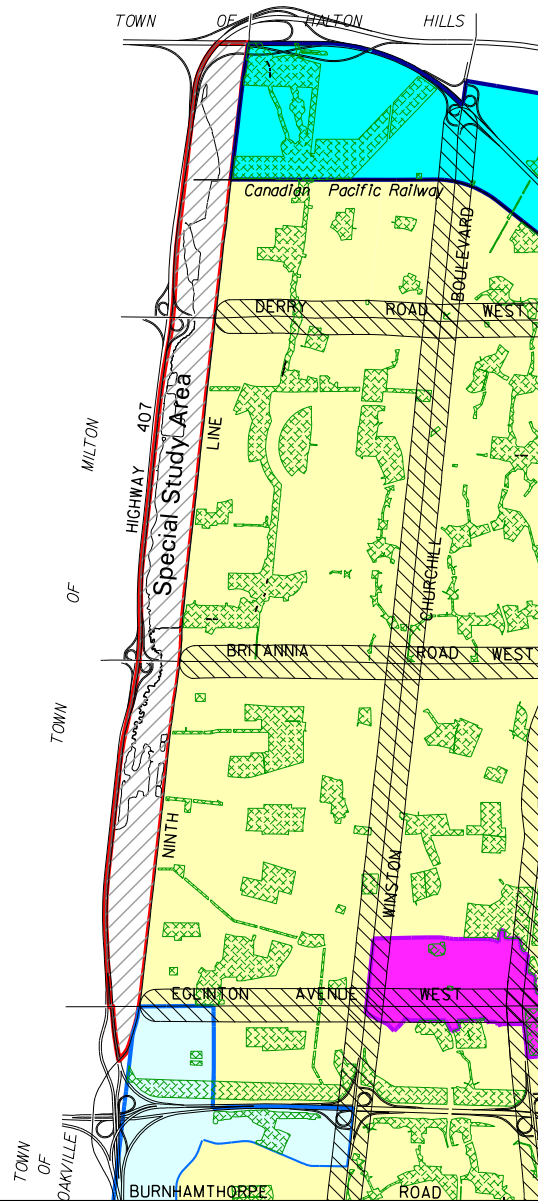 TOWN OF HALTON HILLS
Canadian Pacific Railway
BOULEVARD
DERRY ROAD WEST
Special Study Area
LINE
HIGHWAY 407
MILTON
OF
TOWN
CHURCHILL
BRITANNIA ROAD WEST
NINTH
WINSTON
EGLINTON AVENUE WEST
TOWN
OF
OAKVILLE
BURNHAMTHORPE ROAD